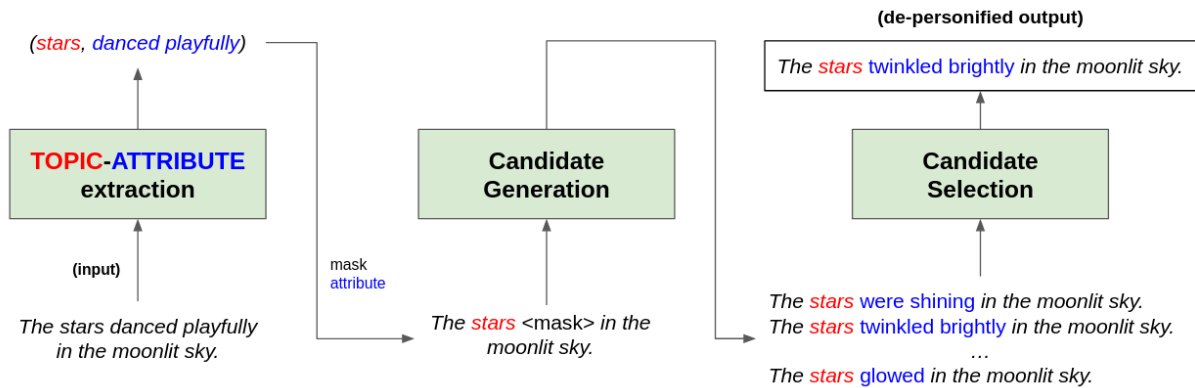 (stars, danced playfully)
TOPIC-ATTRIBUTE
extraction
(input)
The stars danced playfully
in the moonlit sky.
mask
attribute
Candidate
Generation
The stars <mask> in the
moonlit sky.
(de-personified output)
The stars twinkled brightly in the moonlit sky.
Candidate
Selection
The stars were shining in the moonlit sky.
The stars twinkled brightly in the moonlit sky.
...
The stars glowed in the moonlit sky.